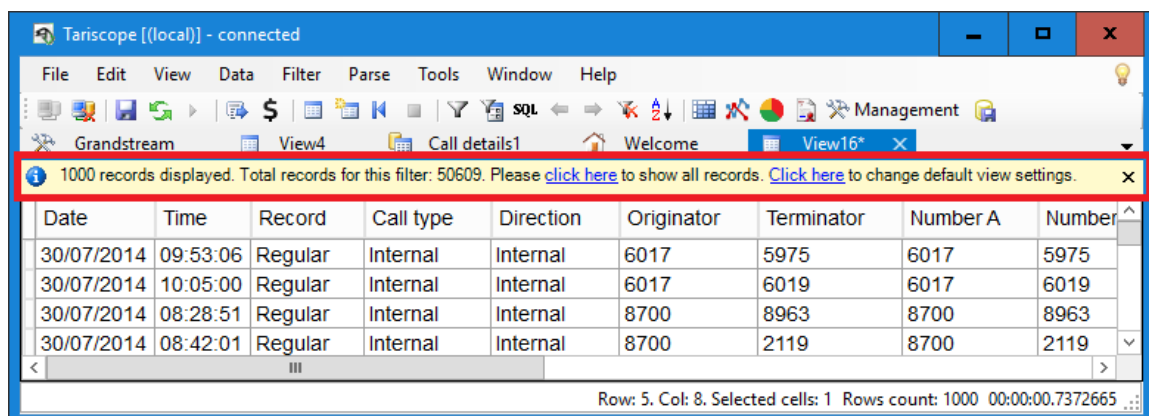 Tariscope [(local)] - connected
File Edit View Data Filter Parse Tools Window Help
$ SQL A Z Management
Grandstream View4 Call details1 Welcome View16*
1000 records displayed. Total records for this filter: 50609. Please click here to show all records. Click here to change default view settings.
Date Time Record Call type Direction Originator Terminator Number A Number
30/07/2014 09:53:06 Regular Internal Internal 6017 5975 6017 5975
30/07/2014 10:05:00 Regular Internal Internal 6017 6019 6017 6019
30/07/2014 08:28:51 Regular Internal Internal 8700 8963 8700 8963
30/07/2014 08:42:01 Regular Internal Internal 8700 2119 8700 2119
Row: 5. Col: 8. Selected cells: 1 Rows count: 1000 00:00:00.7372665